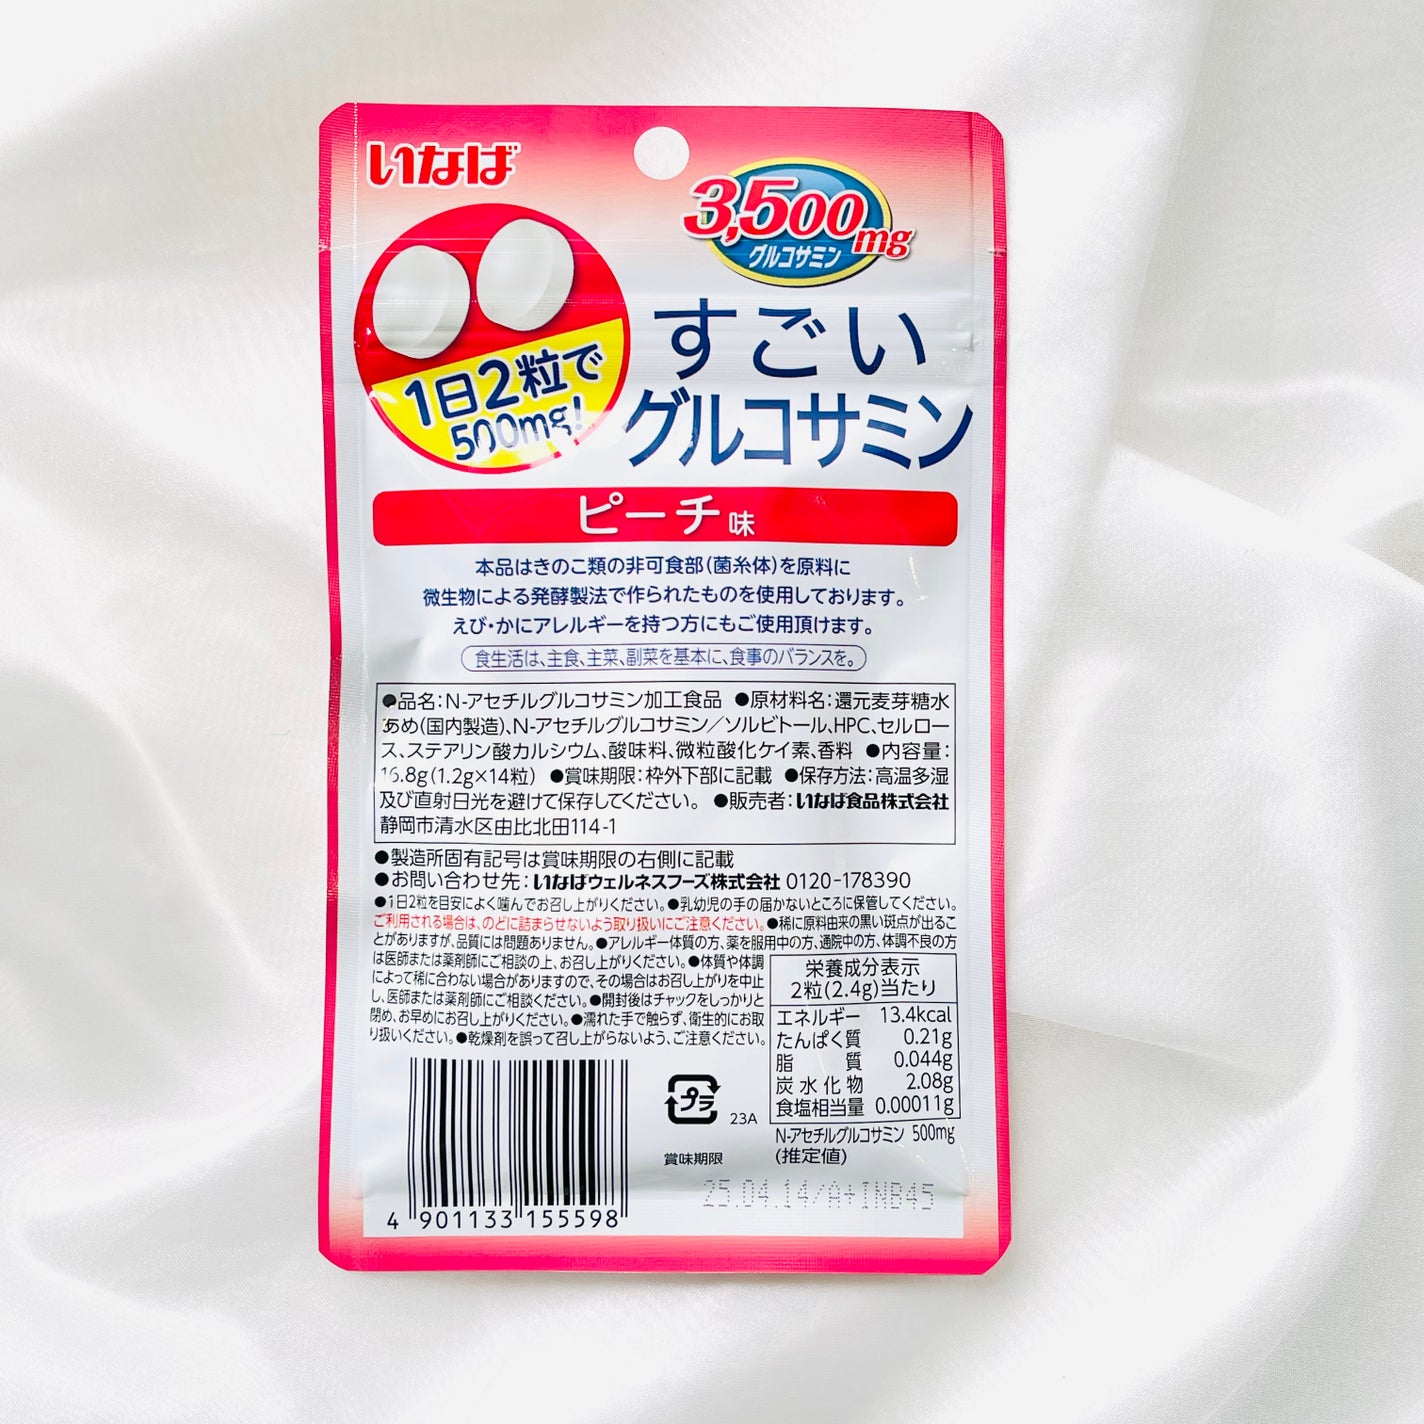 いなば
3,500mg
グルコサミン
1日2粒で
500mg!
すごい
グルコサミン
ピーチ味
本品はきのこ類の非可食部(菌糸体)を原料に
微生物による発酵製法で作られたものを使用しております。
えび・かにアレルギーを持つ方にもご使用頂けます。
食生活は、主食、主菜、副菜を基本に、食事のバランスを。
●品名:N-アセチルグルコサミン加工食品 ●原材料名:還元麦芽糖水
あめ(国内製造)、N-アセチルグルコサミン/ソルビトール、HPC、セルロー
ス、ステアリン酸カルシウム、酸味料、微粒酸化ケイ素、香料 ●内容量:
16.8g(1.2g×14粒) ●賞味期限:枠外下部に記載 ●保存方法:高温多湿
及び直射日光を避けて保存してください。 ●販売者:いなば食品株式会社
静岡市清水区由比北田114-1
●製造所固有記号は賞味期限の右側に記載
●お問い合わせ先:いなばウェルネスフーズ株式会社 0120-178390
●1日2粒を目安によく噛んでお召し上がりください。●乳幼児の手の届かないところに保管してください。
ご利用される場合は、のどに詰まらせないよう取り扱いにご注意ください。●稀に原料由来の黒い斑点が出るこ
とがありますが、品質には問題ありません。●アレルギー体質の方、薬を服用中の方、通院中の方、体調不良の方
は医師または薬剤師にご相談の上、お召し上がりください。●体質や体調
によって稀に合わない場合がありますので、その場合はお召し上がりを中止
し、医師または薬剤師にご相談ください。●開封後はチャックをしっかりと
閉め、お早めにお召し上がりください。●濡れた手で触らず、衛生的にお取
り扱いください。●乾燥剤を誤って召し上がらないよう、ご注意ください。
栄養成分表示
2粒(2.4g)当たり
エネルギー 13.4kcal
たんぱく質 0.21g
脂質 0.044g
炭水化物 2.08g
食塩相当量 0.00011g
N-アセチルグルコサミン 500mg
(推定値)
プラ
23A
賞味期限
25.04.14/A+INB45
4 901133 155598